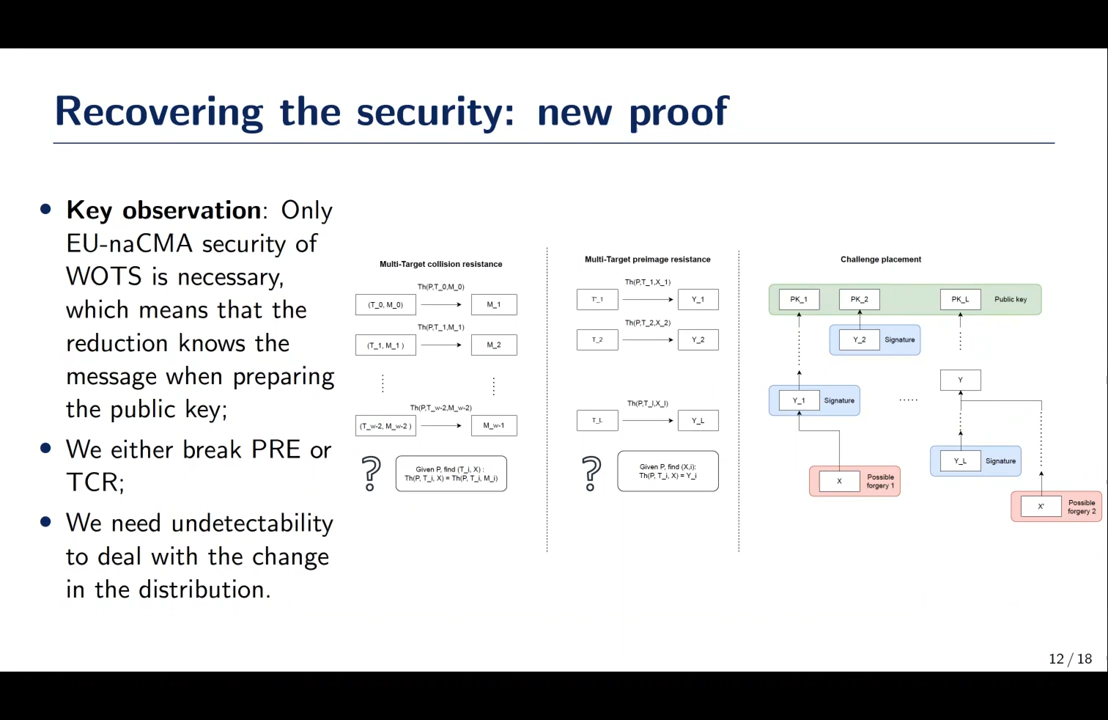 Recovering the security: new proof
• Key observation: Only
EU-naCMA security of
WOTS is necessary,
which means that the
reduction knows the
message when preparing
the public key;
• We either break PRE or
TCR;
• We need undetectability
to deal with the change
in the distribution.
Multi-Target collision resistance
Th(P,T_0,M_0)
(T_0, M_0)
M_1
Th(P,T_1,M_1)
(T_1, M_1 )
M_2
Th(P,T_w-2,M_w-2)
(T_w-2, M_w-2 )
M_w-1
?
Given P, find (T_i, X) :
Th(P, T_i, X) = Th(P, T_i, M_i)
Multi-Target preimage resistance
Th(P,T_1,X_1)
T'_1
Y_1
Th(P,T_2,X_2)
T_2
Y_2
Th(P,T_l,X_l)
T_L
Y_L
?
Given P, find (X,i):
Th(P, T_i, X) = Y_i
Challenge placement
PK_1
PK_2
PK_L
Public key
Y_2
Signature
Y
Y_1
Signature
.....
Y_L
Signature
X
Possible
forgery 1
X'
Possible
forgery 2
12 / 18